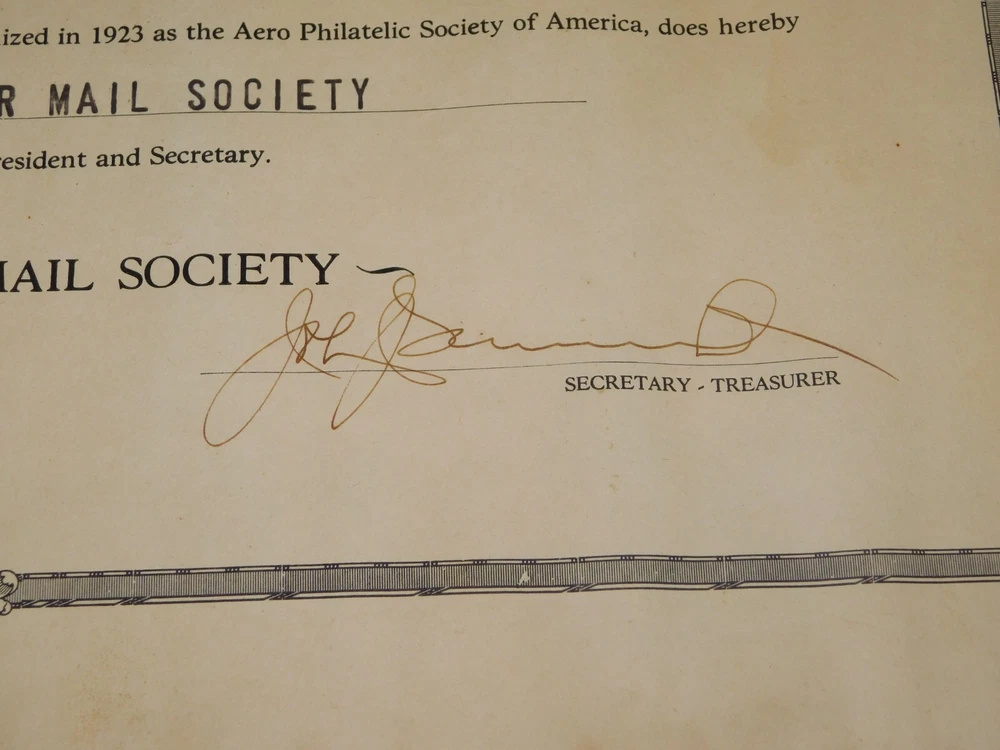 ized in 1923 as the Aero Philatelic Society of America, does hereby
R MAIL SOCIETY
resident and Secretary.
MAIL SOCIETY
SECRETARY - TREASURER